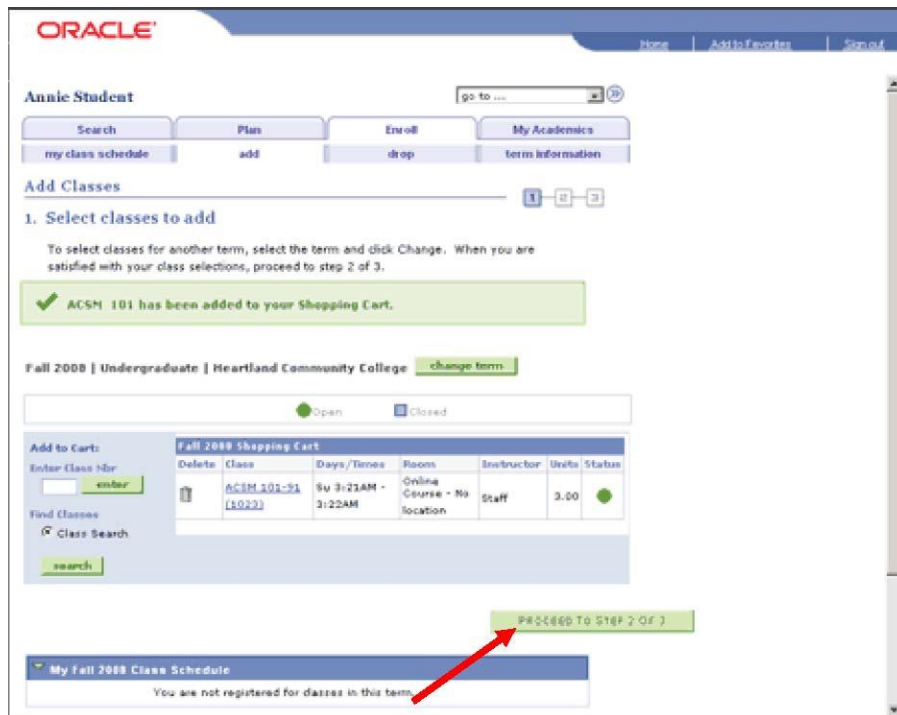 ORACLE'
Home | Add to Favorites | Sign out
Annie Student
go to ...
Search Plan Enroll My Academics
my class schedule add drop term information
Add Classes
1 2 3
1. Select classes to add
To select classes for another term, select the term and click Change. When you are
satisfied with your class selections, proceed to step 2 of 3.
ACSM 101 has been added to your Shopping Cart.
Fall 2008 | Undergraduate | Heartland Community College change term
Open Closed
Add to Cart:
Enter Class Nbr
enter
Find Classes
Class Search
search
Fall 2008 Shopping Cart
Delete Class Days/Times Room Instructor Units Status
ACSM 101-91
(1023)
Su 3:21AM -
3:22AM
Online
Course - No
location
Staff
3.00
PROCEED TO STEP 2 OF 3
My Fall 2008 Class Schedule
You are not registered for classes in this term.